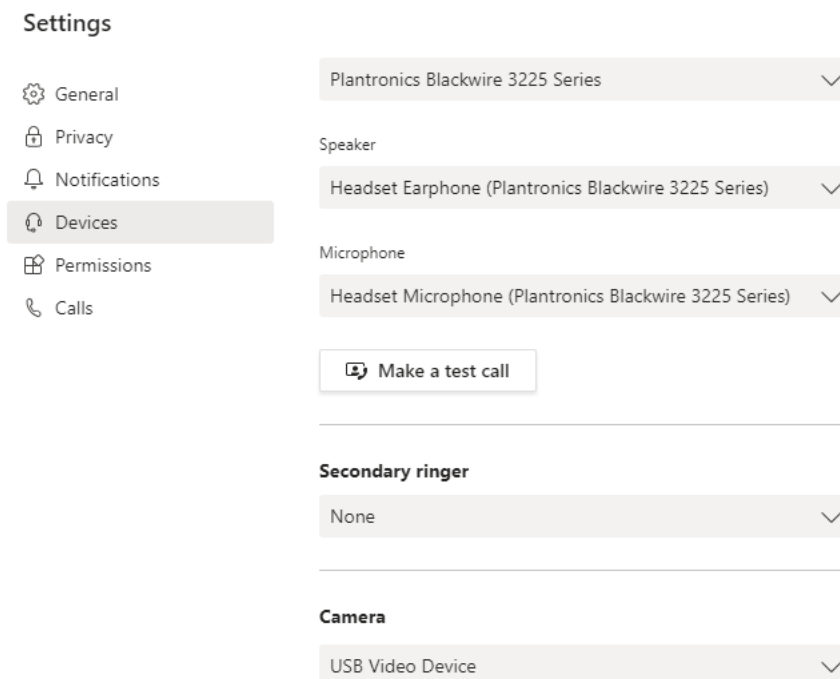 Settings
General
Privacy
Notifications
Devices
Permissions
Calls
Plantronics Blackwire 3225 Series
Speaker
Headset Earphone (Plantronics Blackwire 3225 Series)
Microphone
Headset Microphone (Plantronics Blackwire 3225 Series)
Make a test call
Secondary ringer
None
Camera
USB Video Device